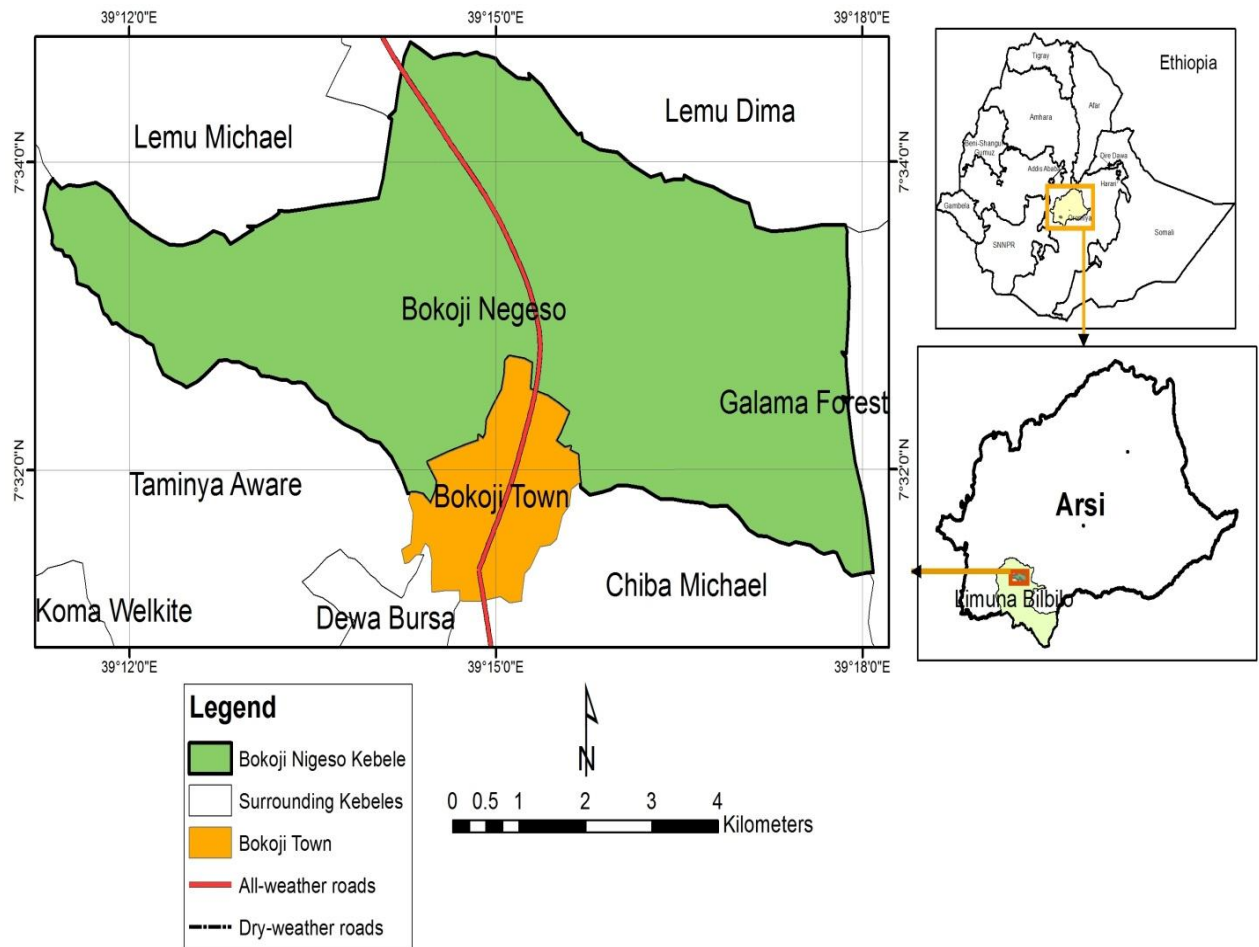 39°12'0"E
39°15'0"E
39°18'0"E
7°34'0"N
7°34'0"N
Lemu Michael
Lemu Dima
Bokoji Negeso
Galama Forest
7°32'0"N
7°32'0"N
Taminya Aware
Bokoji Town
Chiba Michael
Koma Welkite
Dewa Bursa
39°12'0"E
39°15'0"E
39°18'0"E
Ethiopia
Tigray
Afar
Amhara
Beni-Shangul
Gumuz
Dire Dawa
Addis Ababa
Harari
Gambela
Oromiya
SNNPR
Somali
Arsi
Limuna Bilbilo
Legend
Bokoji Nigeso Kebele
Surrounding Kebeles
Bokoji Town
All-weather roads
Dry-weather roads
N
0 0.5 1 2 3 4
Kilometers